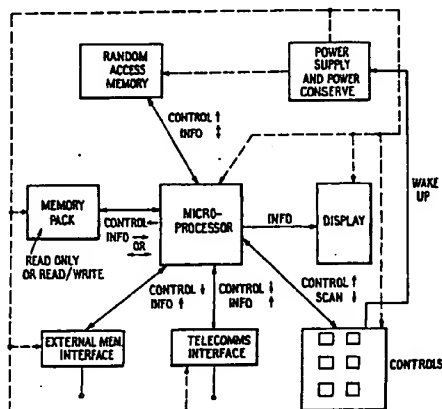 RANDOM
ACCESS
MEMORY
POWER
SUPPLY
AND POWER
CONSERVE
CONTROL ↑
INFO ↕
WAKE
UP
MEMORY
PACK
CONTROL ←
INFO →
OR
↔
MICRO-
PROCESSOR
INFO
DISPLAY
READ ONLY
OR READ/WRITE
CONTROL ↓
INFO ↑
CONTROL ↕
INFO ↑
CONTROL ↑
SCAN ↓
EXTERNAL MEM.
INTERFACE
TELECOMMS
INTERFACE
CONTROLS